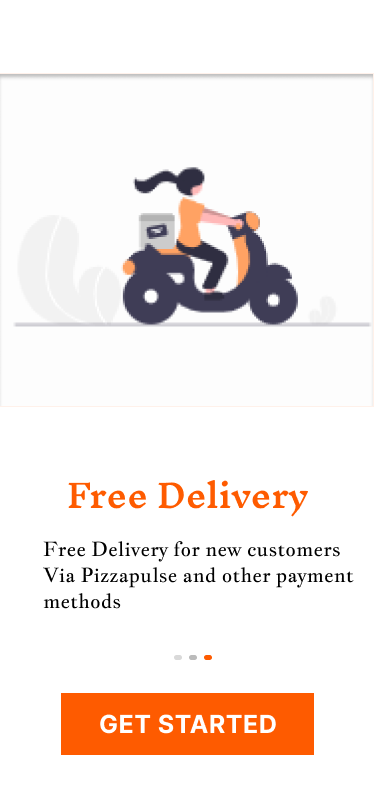 Free Delivery
Free Delivery for new customers
Via Pizzapulse and other payment
methods
GET STARTED